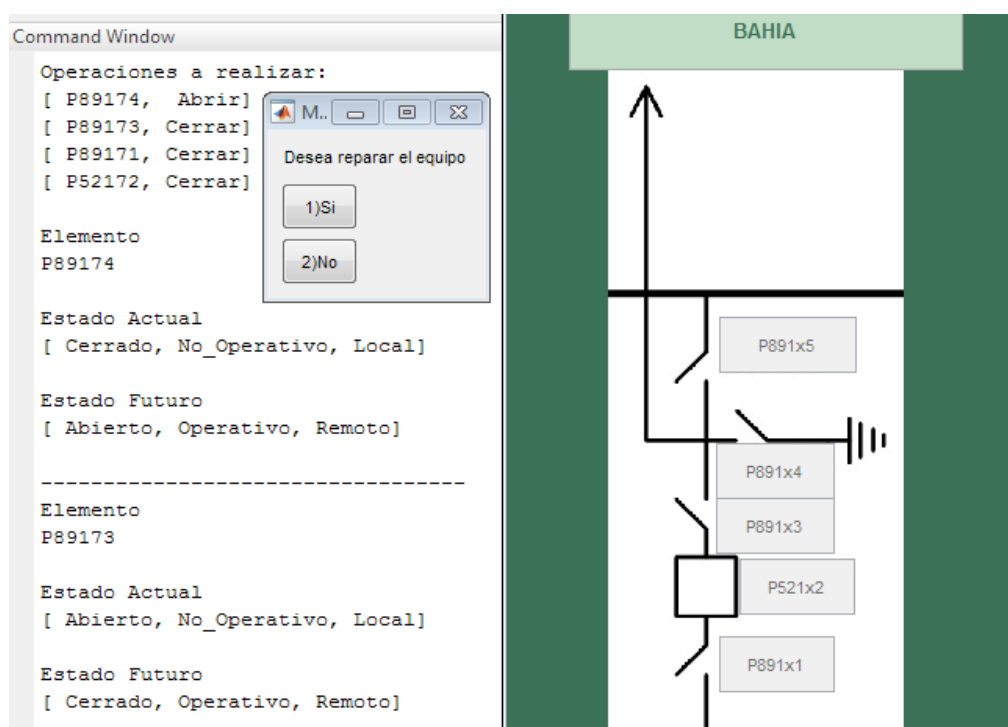 Command Window
Operaciones a realizar:
[ P89174,  Abrir]
[ P89173, Cerrar]
[ P89171, Cerrar]
[ P52172, Cerrar]
Elemento
P89174
Estado Actual
[ Cerrado, No_Operativo, Local]
Estado Futuro
[ Abierto, Operativo, Remoto]
----------------------------------
Elemento
P89173
Estado Actual
[ Abierto, No_Operativo, Local]
Estado Futuro
[ Cerrado, Operativo, Remoto]
M..
Desea reparar el equipo
1)Si
2)No
BAHIA
P891x5
P891x4
P891x3
P521x2
P891x1